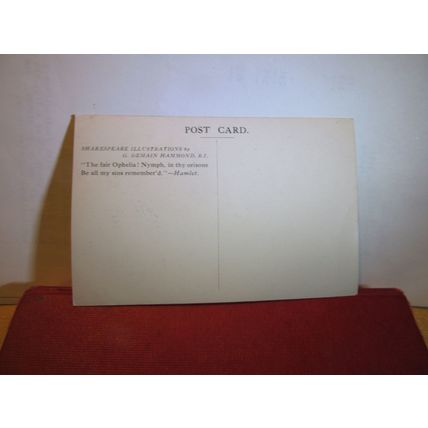 POST CARD.
SHAKESPEARE ILLUSTRATIONS by
G. DEMAIN HAMMOND, R.I.
"The fair Ophelia! Nymph, in thy orisons
Be all my sins remember'd."—Hamlet.